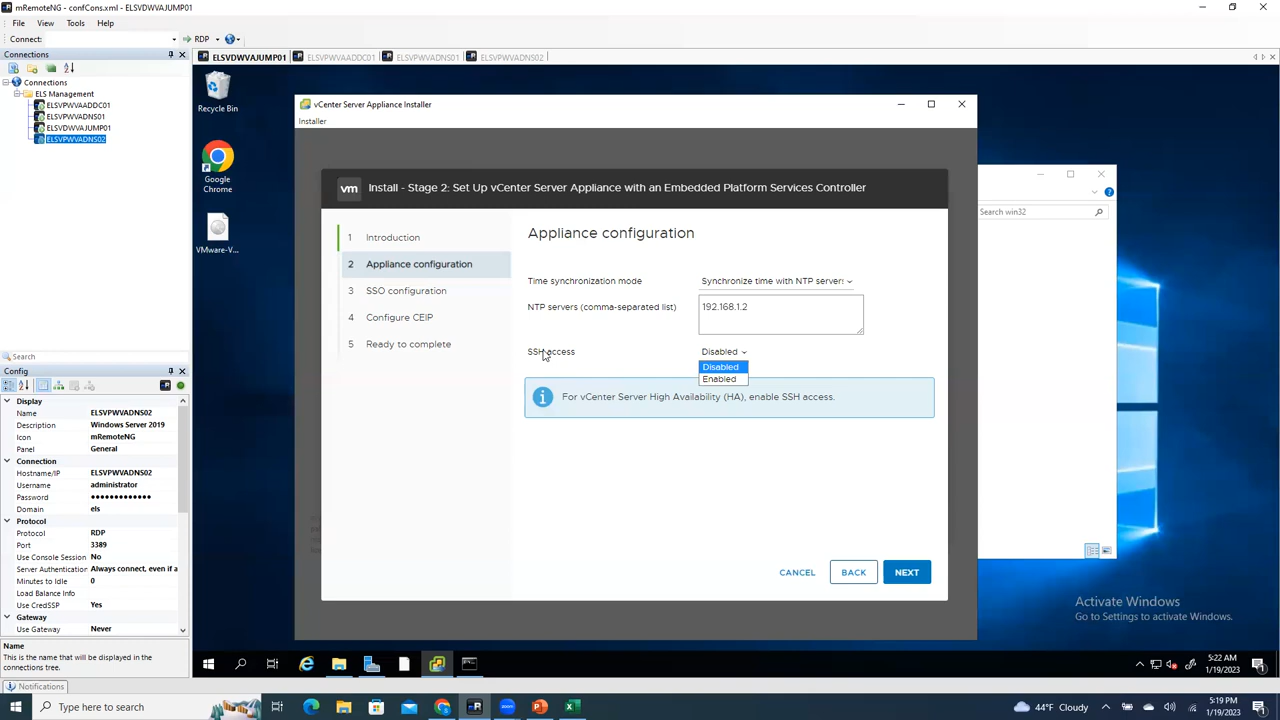 mRemoteNG - confCons.xml - ELSVDWVAJUMP01
File View Tools Help
Connect: RDP
Connections
Connections
ELS Management
ELSVPWVAADDC01
ELSVPWVADNS01
ELSVDWVAJUMP01
ELSVPWVADNS02
Search
Config
Display
Name ELSVPWVADNS02
Description Windows Server 2019
Icon mRemoteNG
Panel General
Connection
Hostname/IP ELSVPWVADNS02
Username administrator
Password •••••••••••••
Domain els
Protocol
Protocol RDP
Port 3389
Use Console Session No
Server Authentication Always connect, even if a
Minutes to Idle 0
Load Balance Info
Use CredSSP Yes
Gateway
Use Gateway Never
Name
This is the name that will be displayed in the
connections tree.
Notifications
ELSVDWVAJUMP01 ELSVPWVAADDC01 ELSVPWVADNS01 ELSVPWVADNS02
Recycle Bin
Google
Chrome
VMware-V...
vCenter Server Appliance Installer
Installer
vm Install - Stage 2: Set Up vCenter Server Appliance with an Embedded Platform Services Controller
1 Introduction
2 Appliance configuration
3 SSO configuration
4 Configure CEIP
5 Ready to complete
Appliance configuration
Time synchronization mode Synchronize time with NTP servers
NTP servers (comma-separated list) 192.168.1.2
SSH access Disabled
Disabled
Enabled
For vCenter Server High Availability (HA), enable SSH access.
CANCEL BACK NEXT
Search win32
Activate Windows
Go to Settings to activate Windows.
5:22 AM
1/19/2023
Type here to search
44°F Cloudy
5:19 PM
1/19/2023